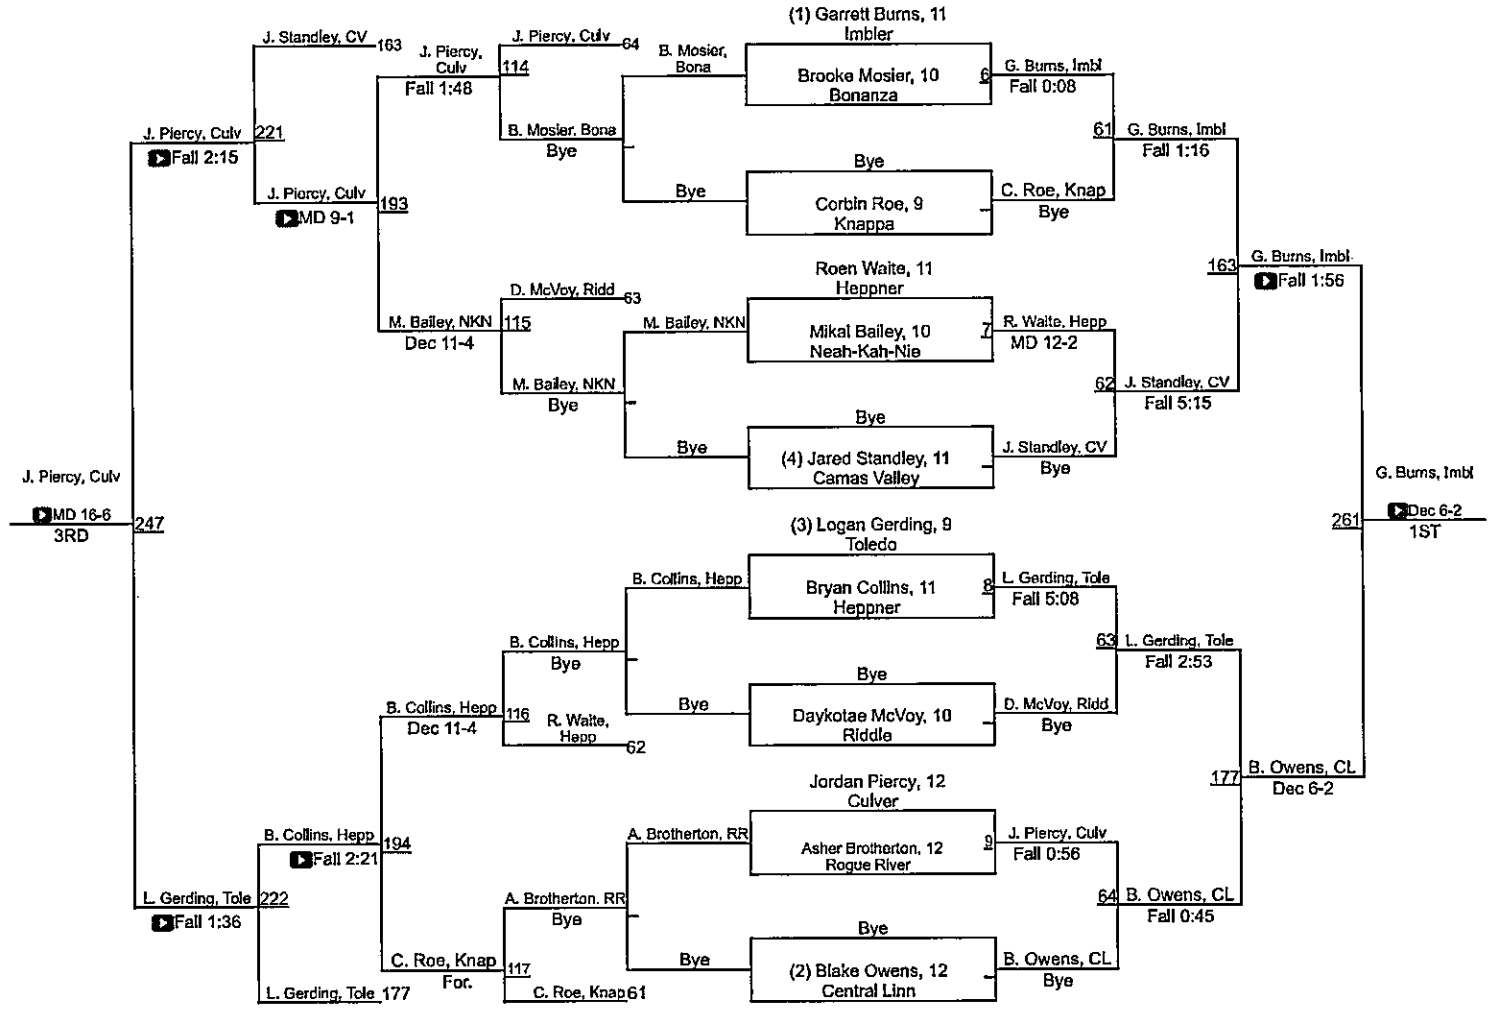 (1) Garrett Burns, 11
Imbler
J. Standley, CV 163
J. Piercy, Culv 64
J. Piercy,
Culv
Fall 1:48
114
B. Mosier,
Bona
Brooke Mosier, 10
Bonanza
6
G. Burns, Imbl
Fall 0:08
J. Piercy, Culv
Fall 2:15
221
B. Mosier, Bona
Bye
61
G. Burns, Imbl
Fall 1:16
Bye
J. Piercy, Culv
MD 9-1
193
Bye
Corbin Roe, 9
Knappa
C. Roe, Knap
Bye
Roen Waite, 11
Heppner
163
G. Burns, Imbl
Fall 1:56
D. McVoy, Ridd 63
M. Bailey, NKN
Dec 11-4
115
M. Bailey, NKN
Mikal Bailey, 10
Neah-Kah-Nie
7
R. Waite, Hepp
MD 12-2
M. Bailey, NKN
Bye
62
J. Standley, CV
Fall 5:15
Bye
Bye
(4) Jared Standley, 11
Camas Valley
J. Standley, CV
Bye
J. Piercy, Culv
MD 16-6
3RD
247
G. Burns, Imbl
261
Dec 6-2
1ST
(3) Logan Gerding, 9
Toledo
B. Collins, Hepp
Bryan Collins, 11
Heppner
8
L. Gerding, Tole
Fall 5:08
B. Collins, Hepp
Bye
63
L. Gerding, Tole
Fall 2:53
Bye
B. Collins, Hepp
Dec 11-4
116
R. Waite,
Hepp
62
Bye
Daykotae McVoy, 10
Riddle
D. McVoy, Ridd
Bye
177
B. Owens, CL
Dec 6-2
Jordan Piercy, 12
Culver
B. Collins, Hepp
Fall 2:21
194
A. Brotherton, RR
Asher Brotherton, 12
Rogue River
9
J. Piercy, Culv
Fall 0:56
L. Gerding, Tole
Fall 1:36
222
A. Brotherton, RR
Bye
64
B. Owens, CL
Fall 0:45
Bye
C. Roe, Knap
For.
117
Bye
(2) Blake Owens, 12
Central Linn
B. Owens, CL
Bye
L. Gerding, Tole 177
C. Roe, Knap 61